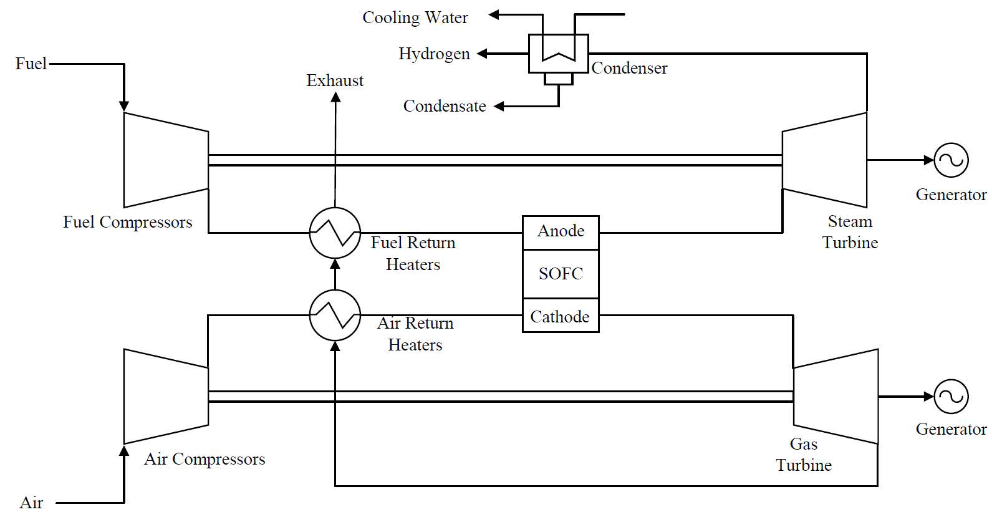 Cooling Water
Fuel
Hydrogen
Exhaust
Condenser
Condensate
Fuel Compressors
Generator
Steam
Turbine
Anode
Fuel Return
Heaters
SOFC
Cathode
Air Return
Heaters
Generator
Gas
Turbine
Air Compressors
Air